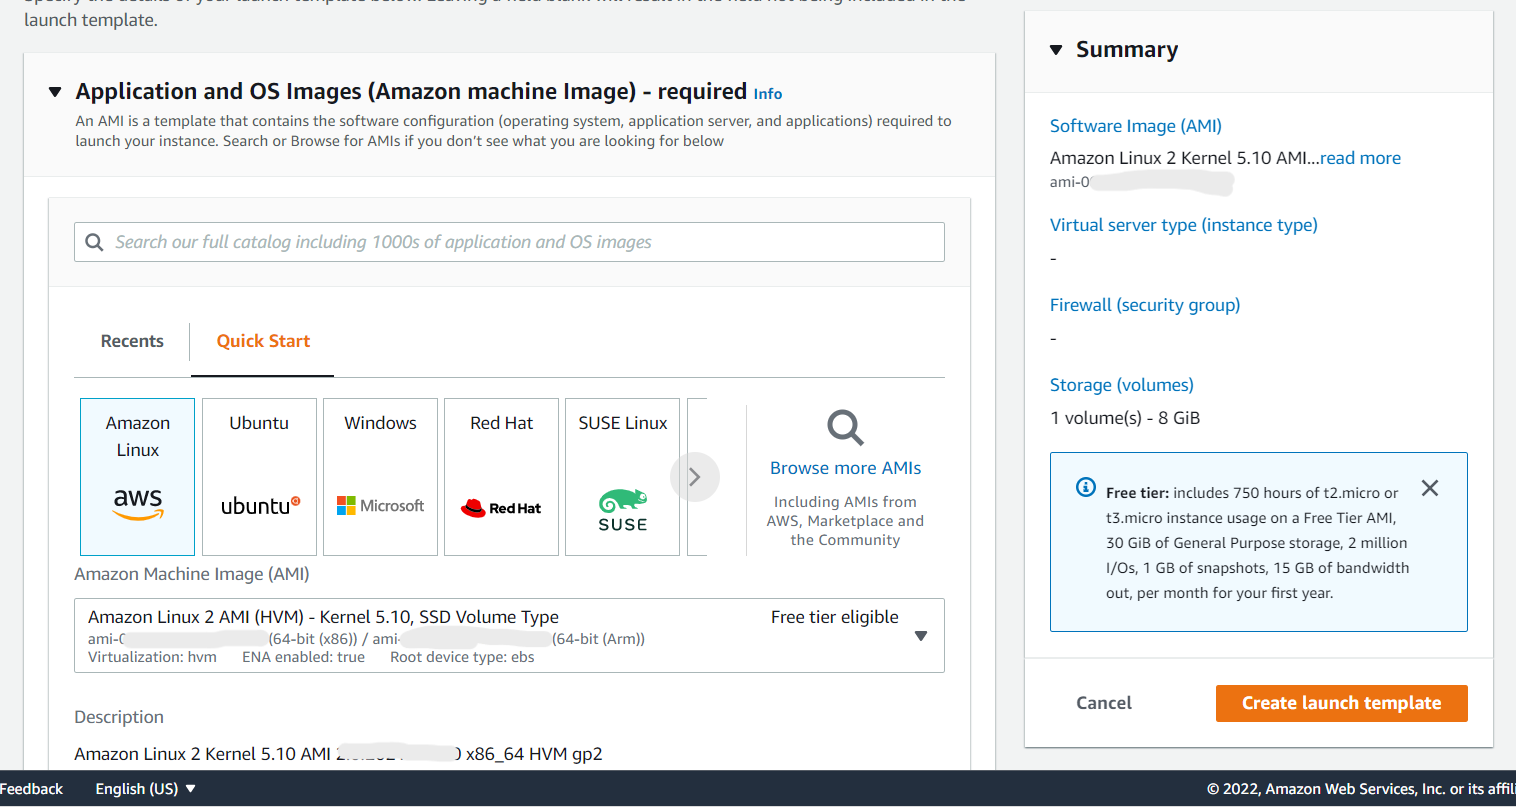 launch template.
Application and OS Images (Amazon machine Image) - required Info
An AMI is a template that contains the software configuration (operating system, application server, and applications) required to
launch your instance. Search or Browse for AMIs if you don't see what you are looking for below
Search our full catalog including 1000s of application and OS images
Recents
Quick Start
Amazon
Linux
aws
Ubuntu
ubuntu
Windows
Microsoft
Red Hat
Red Hat
SUSE Linux
SUSE
Browse more AMIs
Including AMIs from
AWS, Marketplace and
the Community
Amazon Machine Image (AMI)
Amazon Linux 2 AMI (HVM) - Kernel 5.10, SSD Volume Type
Free tier eligible
ami-0 (64-bit (x86)) / ami- (64-bit (Arm))
Virtualization: hvm ENA enabled: true Root device type: ebs
Description
Amazon Linux 2 Kernel 5.10 AMI x86_64 HVM gp2
Summary
Software Image (AMI)
Amazon Linux 2 Kernel 5.10 AMI...read more
ami-0
Virtual server type (instance type)
-
Firewall (security group)
-
Storage (volumes)
1 volume(s) - 8 GiB
Free tier: includes 750 hours of t2.micro or
t3.micro instance usage on a Free Tier AMI,
30 GiB of General Purpose storage, 2 million
I/Os, 1 GB of snapshots, 15 GB of bandwidth
out, per month for your first year.
Cancel
Create launch template
Feedback
English (US)
© 2022, Amazon Web Services, Inc. or its affili